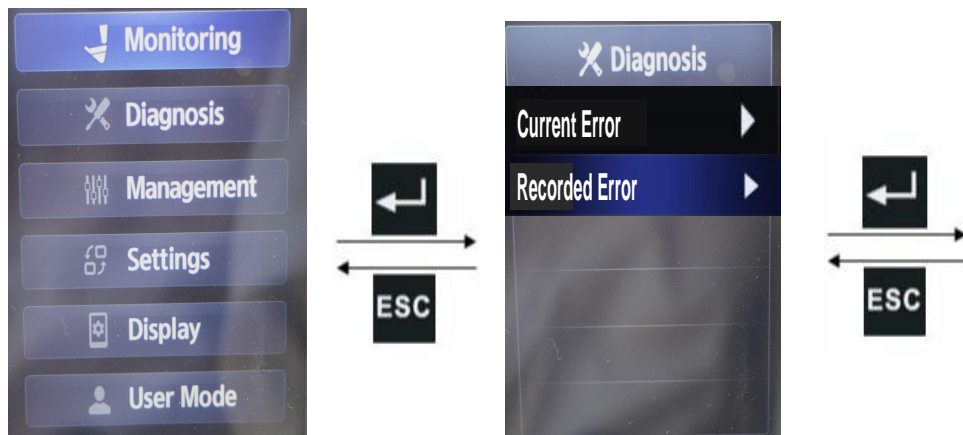 Monitoring
Diagnosis
Management
Settings
Display
User Mode
ESC
Diagnosis
Current Error
Recorded Error
ESC